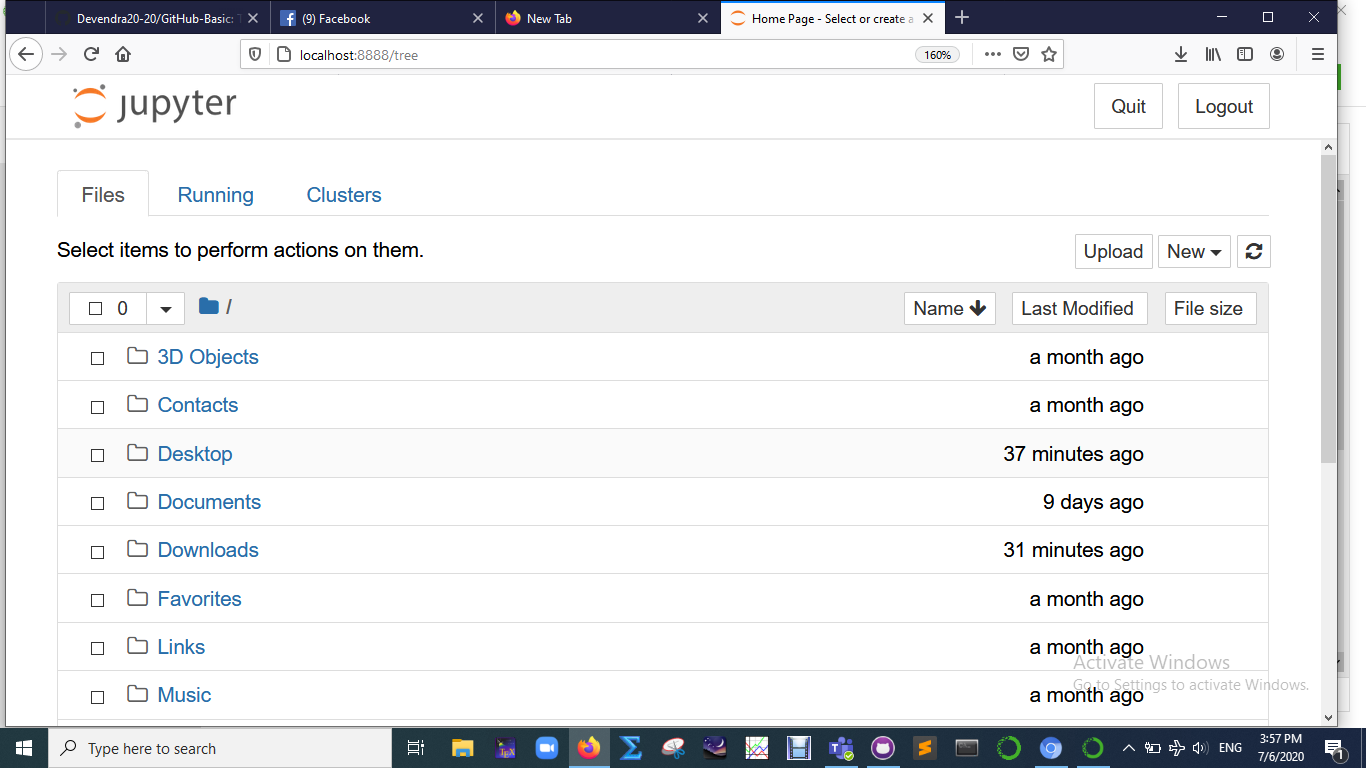 Devendra20-20/GitHub-Basic:
(9) Facebook
New Tab
Home Page - Select or create a
localhost:8888/tree
160%
jupyter
Quit
Logout
Files
Running
Clusters
Select items to perform actions on them.
Upload
New
0
/
Name
Last Modified
File size
3D Objects
a month ago
Contacts
a month ago
Desktop
37 minutes ago
Documents
9 days ago
Downloads
31 minutes ago
Favorites
a month ago
Links
a month ago
Activate Windows
Go to Settings to activate Windows.
Music
a month ago
Type here to search
ENG
3:57 PM
7/6/2020
1